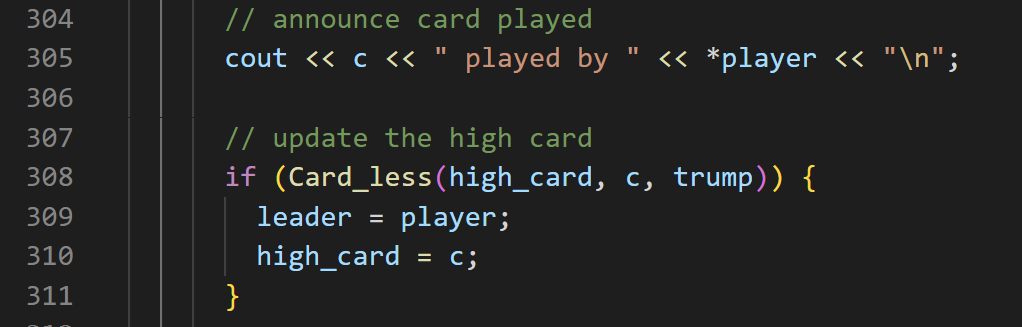 304 // announce card played
305 cout << c << " played by " << *player << "\n";
306
307 // update the high card
308 if (Card_less(high_card, c, trump)) {
309 leader = player;
310 high_card = c;
311 }